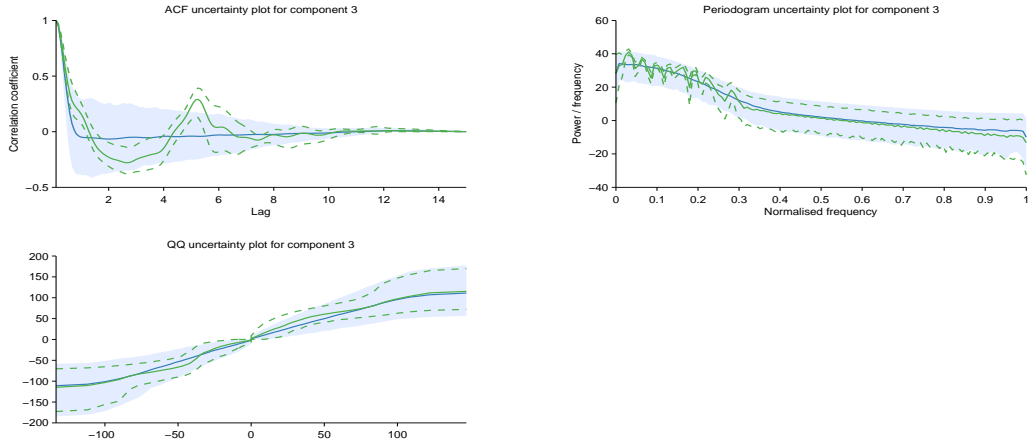 ACF uncertainty plot for component 3
1
0.5
0
−0.5
Correlation coefficient
2 4 6 8 10 12 14
Lag
Periodogram uncertainty plot for component 3
60
40
20
0
−20
−40
Power / frequency
0 0.1 0.2 0.3 0.4 0.5 0.6 0.7 0.8 0.9 1
Normalised frequency
QQ uncertainty plot for component 3
200
150
100
50
0
−50
−100
−150
−200
−100 −50 0 50 100